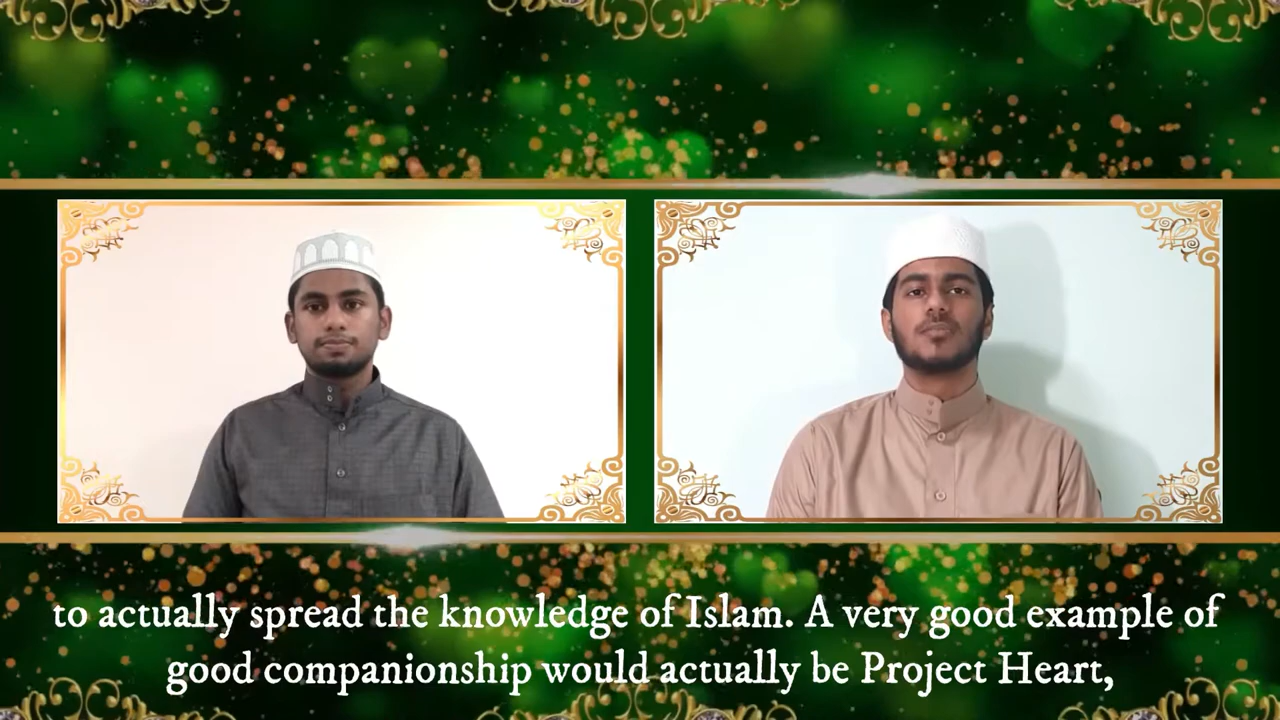 to actually spread the knowledge of Islam. A very good example of
good companionship would actually be Project Heart,